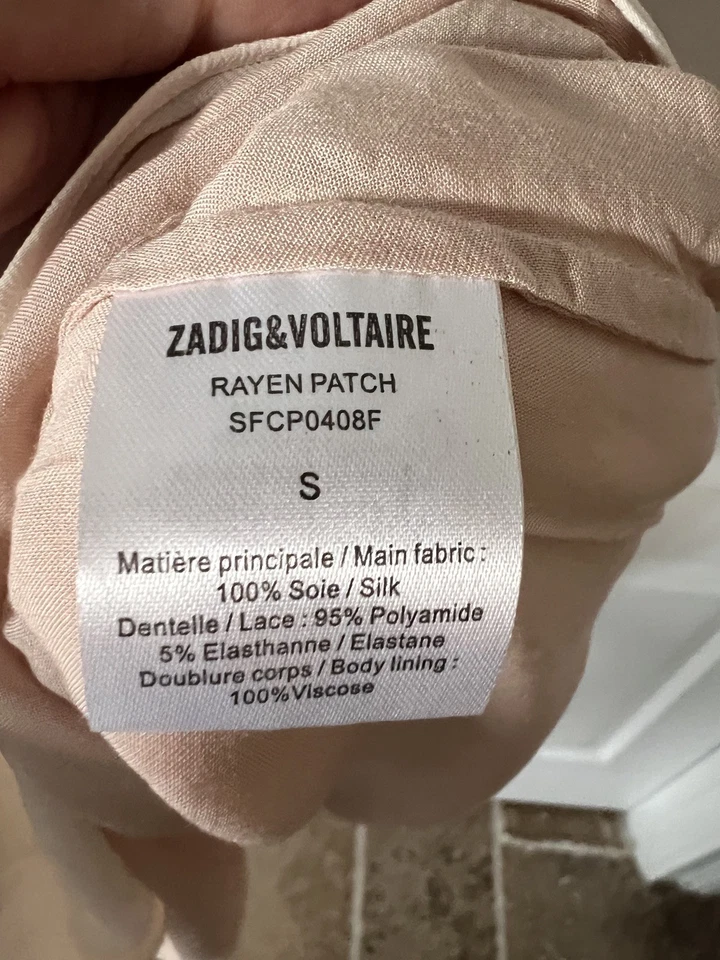 ZADIG&VOLTAIRE
RAYEN PATCH
SFCP0408F
S
Matière principale / Main fabric :
100% Soie / Silk
Dentelle / Lace : 95% Polyamide
5% Elasthanne / Elastane
Doublure corps / Body lining :
100%Viscose